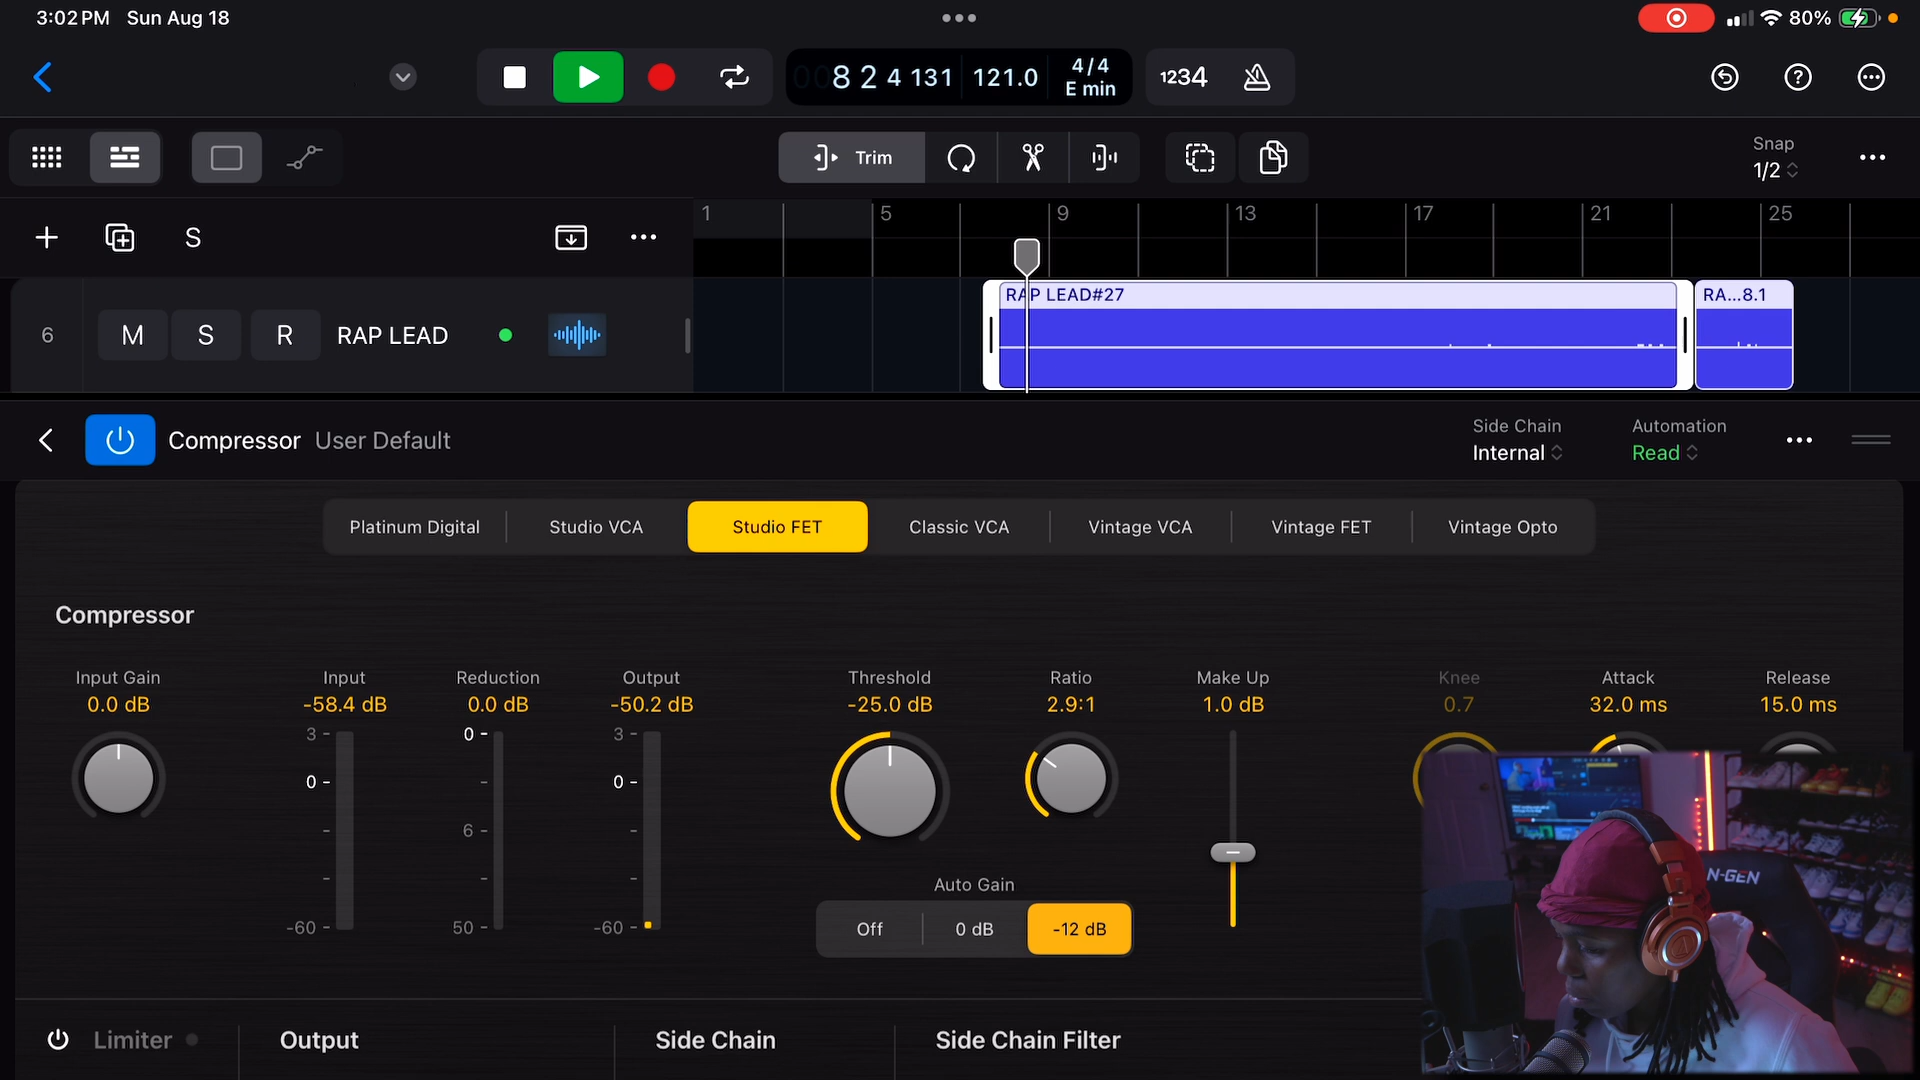 3:02 PM Sun Aug 18
80%
8 2 4 131 121.0 4/4 E min
1234
Trim
Snap
1/2
S
1 5 9 13 17 21 25
6 M S R RAP LEAD
RAP LEAD#27
RA...8.1
Compressor User Default
Side Chain
Internal
Automation
Read
Platinum Digital Studio VCA Studio FET Classic VCA Vintage VCA Vintage FET Vintage Opto
Compressor
Input Gain Input Reduction Output Threshold Ratio Make Up Knee Attack Release
0.0 dB -58.4 dB 0.0 dB -50.2 dB -25.0 dB 2.9:1 1.0 dB 0.7 32.0 ms 15.0 ms
3 - 0 - 3 -
0 - 0 -
6 -
-60 - 50 - -60 -
Auto Gain
Off 0 dB -12 dB
N-GEN
Limiter Output Side Chain Side Chain Filter